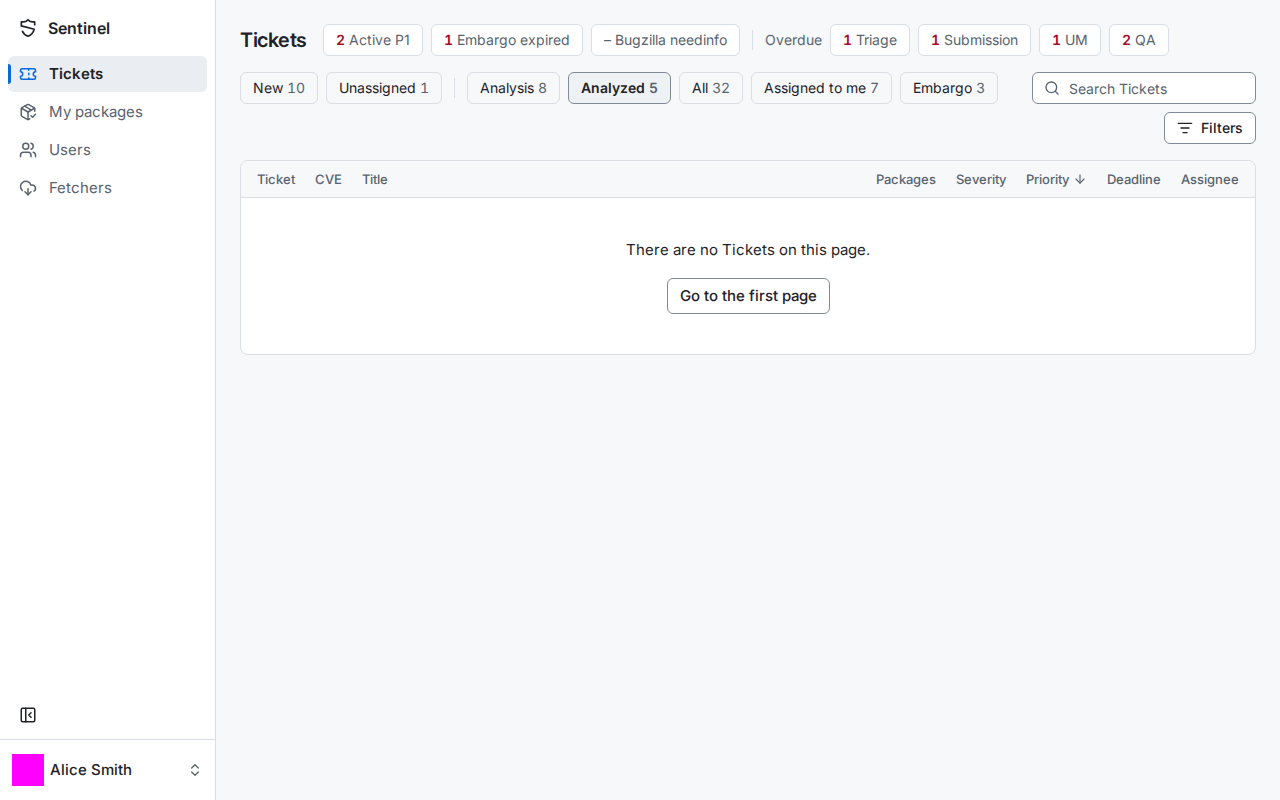 Sentinel
Tickets
My packages
Users
Fetchers
Alice Smith
Tickets 2 Active P1 1 Embargo expired – Bugzilla needinfo Overdue 1 Triage 1 Submission 1 UM 2 QA
New 10 Unassigned 1 Analysis 8 Analyzed 5 All 32 Assigned to me 7 Embargo 3 Search Tickets
Filters
Ticket CVE Title Packages Severity Priority Deadline Assignee
There are no Tickets on this page.
Go to the first page